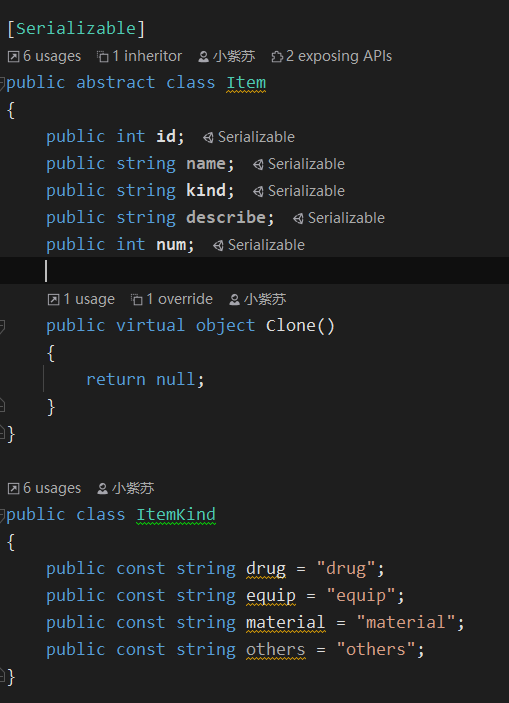 [Serializable]
6 usages 1 inheritor 小紫苏 2 exposing APIs
public abstract class Item
{
public int id; Serializable
public string name; Serializable
public string kind; Serializable
public string describe; Serializable
public int num; Serializable
1 usage 1 override 小紫苏
public virtual object Clone()
{
return null;
}
}
6 usages 小紫苏
public class ItemKind
{
public const string drug = "drug";
public const string equip = "equip";
public const string material = "material";
public const string others = "others";
}